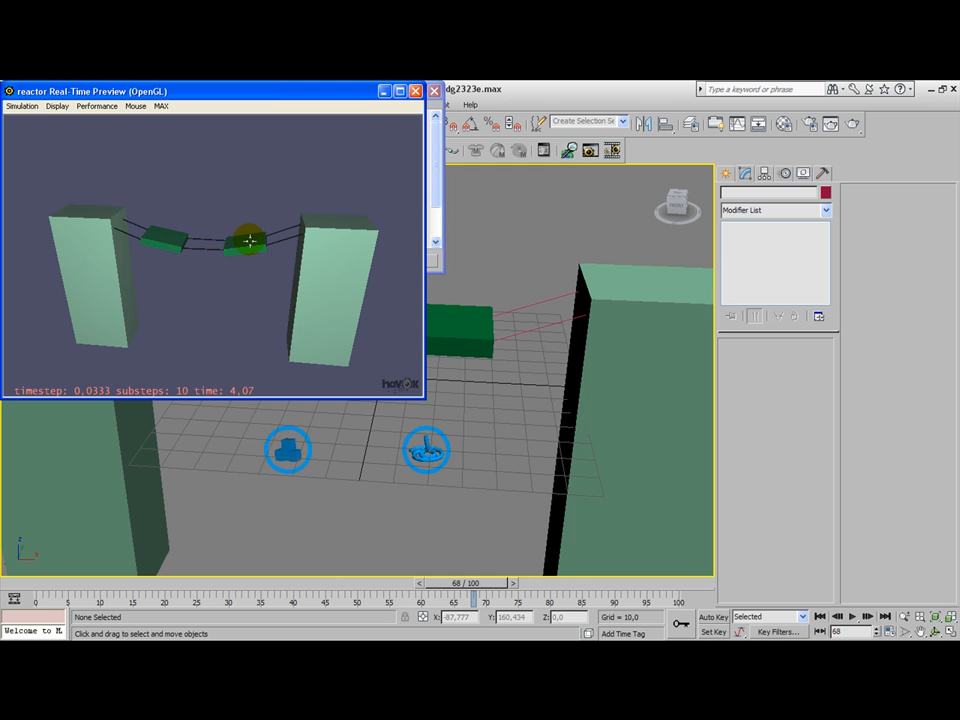 reactor Real-Time Preview (OpenGL)
dg2323e.max
Type a keyword or phrase
Simulation Display Performance Mouse MAX
Help
Create Selection Se
Modifier List
FRONT
timestep: 0,0333 substeps: 10 time: 4,07
havok
z
y
x
< 68 / 100 >
0 5 10 15 20 25 30 35 40 45 50 55 60 65 70 75 80 85 90 95 100
None Selected
X: -87,777 Y: 160,434 Z: 0,0
Grid = 10,0
Auto Key Selected
Welcome to M
Click and drag to select and move objects
Add Time Tag
Set Key Key Filters...
68